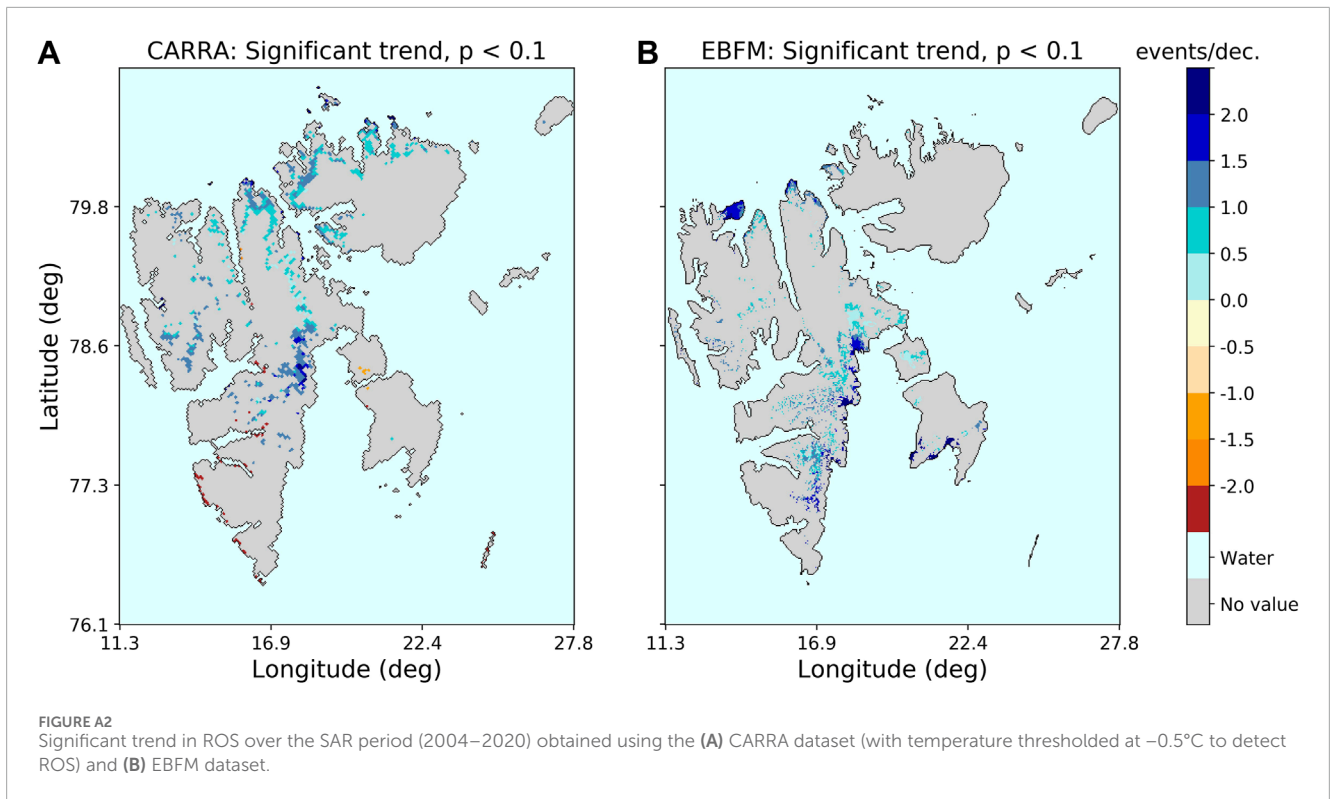 A
CARRA: Significant trend, p < 0.1
B
EBFM: Significant trend, p < 0.1
events/dec.
79.8
78.6
77.3
76.1
Latitude (deg)
11.3
16.9
22.4
27.8
Longitude (deg)
11.3
16.9
22.4
27.8
Longitude (deg)
2.0
1.5
1.0
0.5
0.0
-0.5
-1.0
-1.5
-2.0
Water
No value
FIGURE A2
Significant trend in ROS over the SAR period (2004–2020) obtained using the (A) CARRA dataset (with temperature thresholded at −0.5°C to detect
ROS) and (B) EBFM dataset.